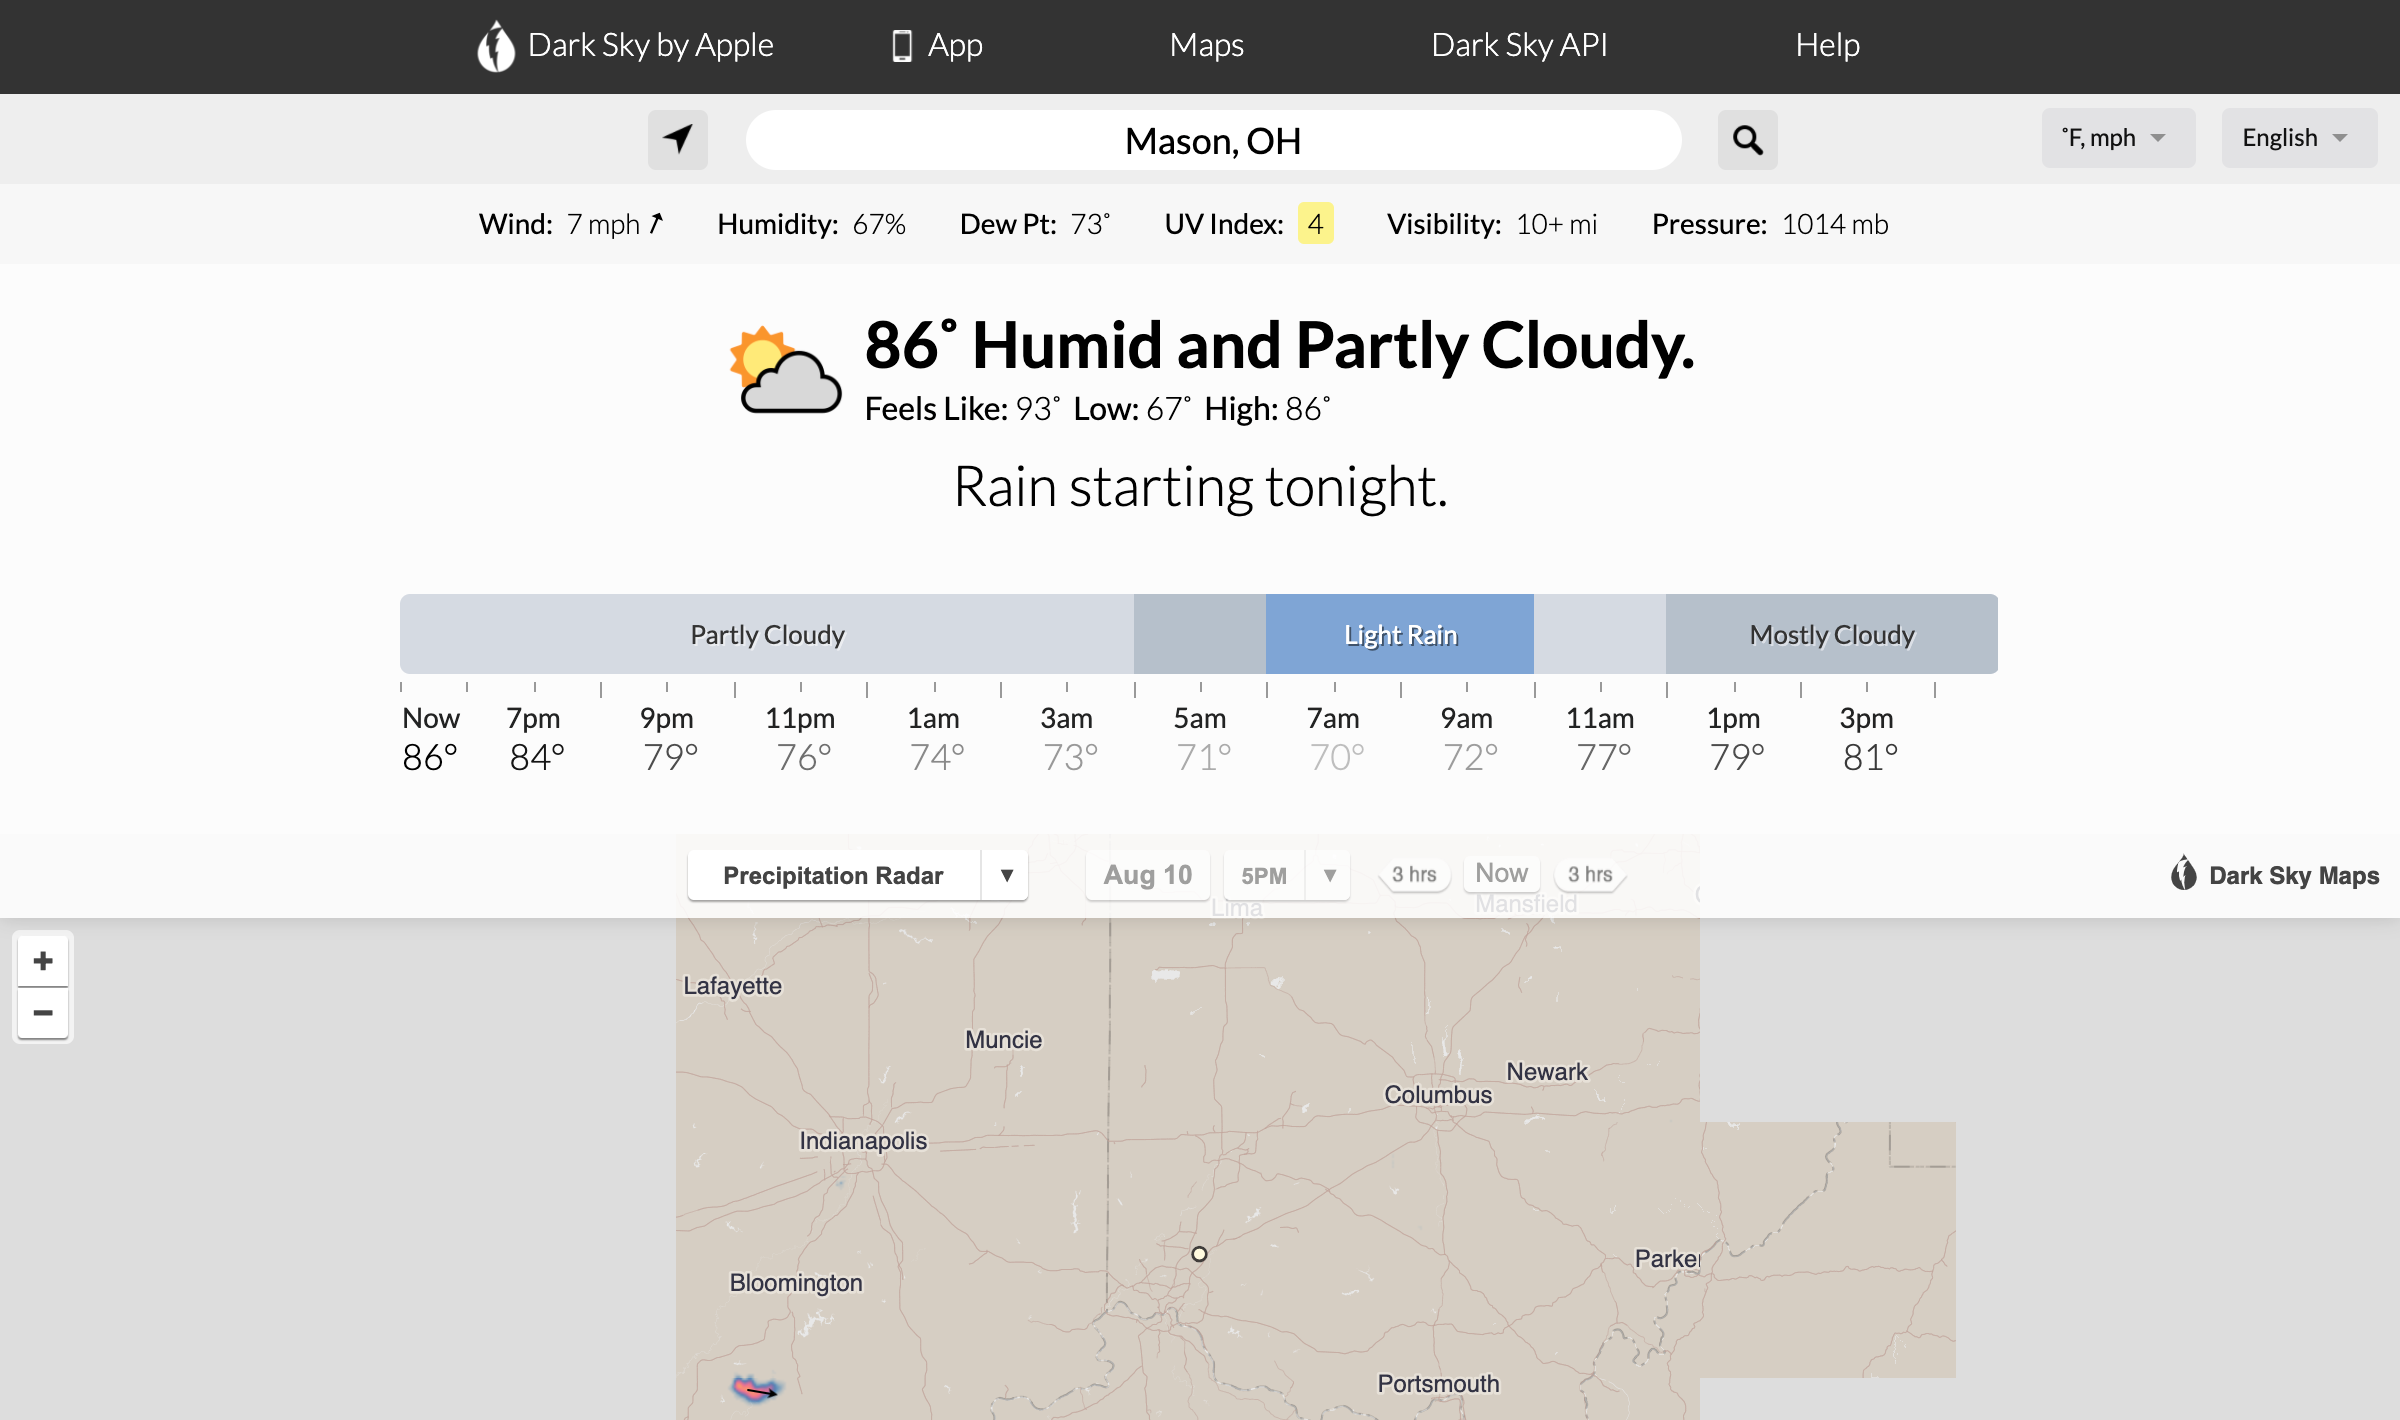 Dark Sky by Apple App Maps Dark Sky API Help
Mason, OH
˚F, mph English
Wind: 7 mph Humidity: 67% Dew Pt: 73˚ UV Index: 4 Visibility: 10+ mi Pressure: 1014 mb
86˚ Humid and Partly Cloudy.
Feels Like: 93˚ Low: 67˚ High: 86˚
Rain starting tonight.
Partly Cloudy Light Rain Mostly Cloudy
Now 7pm 9pm 11pm 1am 3am 5am 7am 9am 11am 1pm 3pm
86° 84° 79° 76° 74° 73° 71° 70° 72° 77° 79° 81°
Precipitation Radar Aug 10 5PM 3 hrs Now 3 hrs Dark Sky Maps
Lima Mansfield
+
−
Lafayette
Muncie
Newark
Columbus
Indianapolis
Parker
Bloomington
Portsmouth